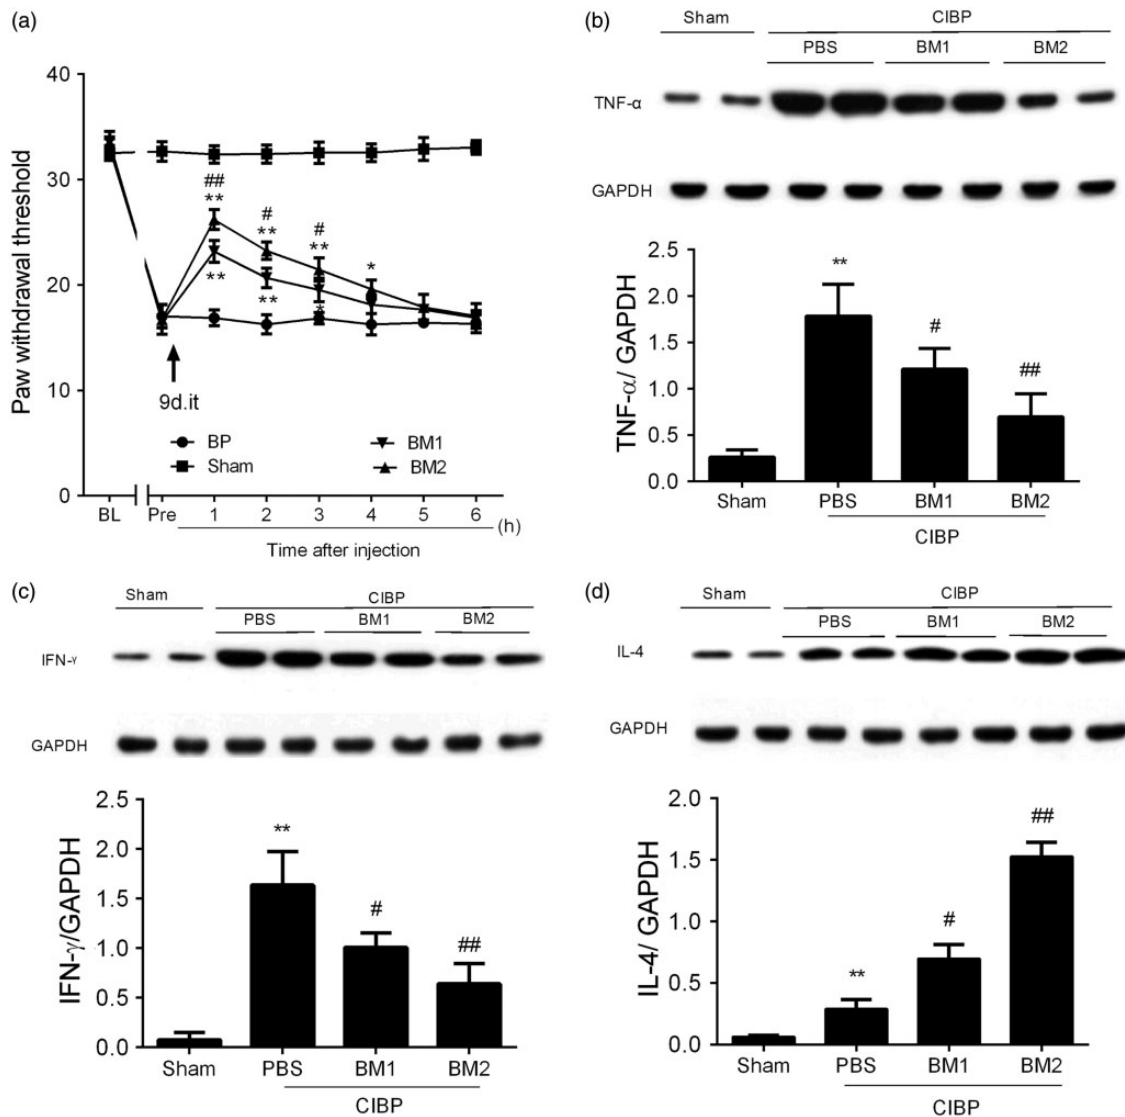 (a)
40
30
20
10
0
Paw withdrawal threshold
##
**
#
**
#
**
*
**
**
*
9d.it
BP
BM1
Sham
BM2
BL Pre 1 2 3 4 5 6 (h)
Time after injection
(b)
Sham CIBP
PBS BM1 BM2
TNF-α
GAPDH
2.5
2.0
1.5
1.0
0.5
0.0
TNF-α/ GAPDH
**
#
##
Sham PBS BM1 BM2
CIBP
(c)
Sham CIBP
PBS BM1 BM2
IFN-γ
GAPDH
2.5
2.0
1.5
1.0
0.5
0.0
IFN-γ/GAPDH
**
#
##
Sham PBS BM1 BM2
CIBP
(d)
Sham CIBP
PBS BM1 BM2
IL-4
GAPDH
2.0
1.5
1.0
0.5
0.0
IL-4/ GAPDH
**
#
##
Sham PBS BM1 BM2
CIBP